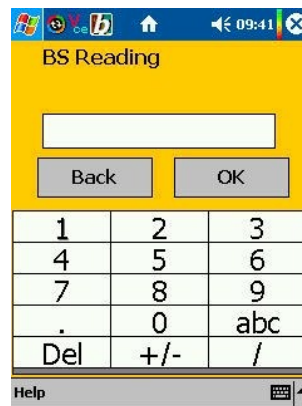 b 09:41
BS Reading
Back OK
1 2 3
4 5 6
7 8 9
. 0 abc
Del +/- /
Help